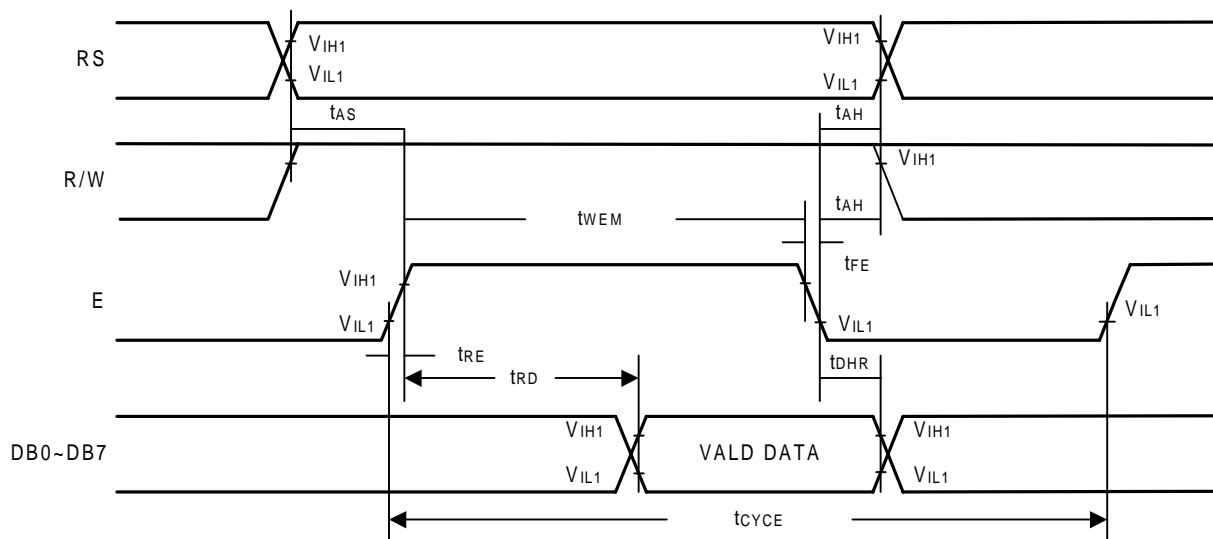 RS
VIH1
VIL1
VIH1
VIL1
tAS
tAH
R/W
VIH1
tWEM
tAH
tFE
E
VIH1
VIL1
VIL1
VIL1
tRE
tRD
tDHR
DB0~DB7
VIH1
VIL1
VALD DATA
VIH1
VIL1
tCYCE